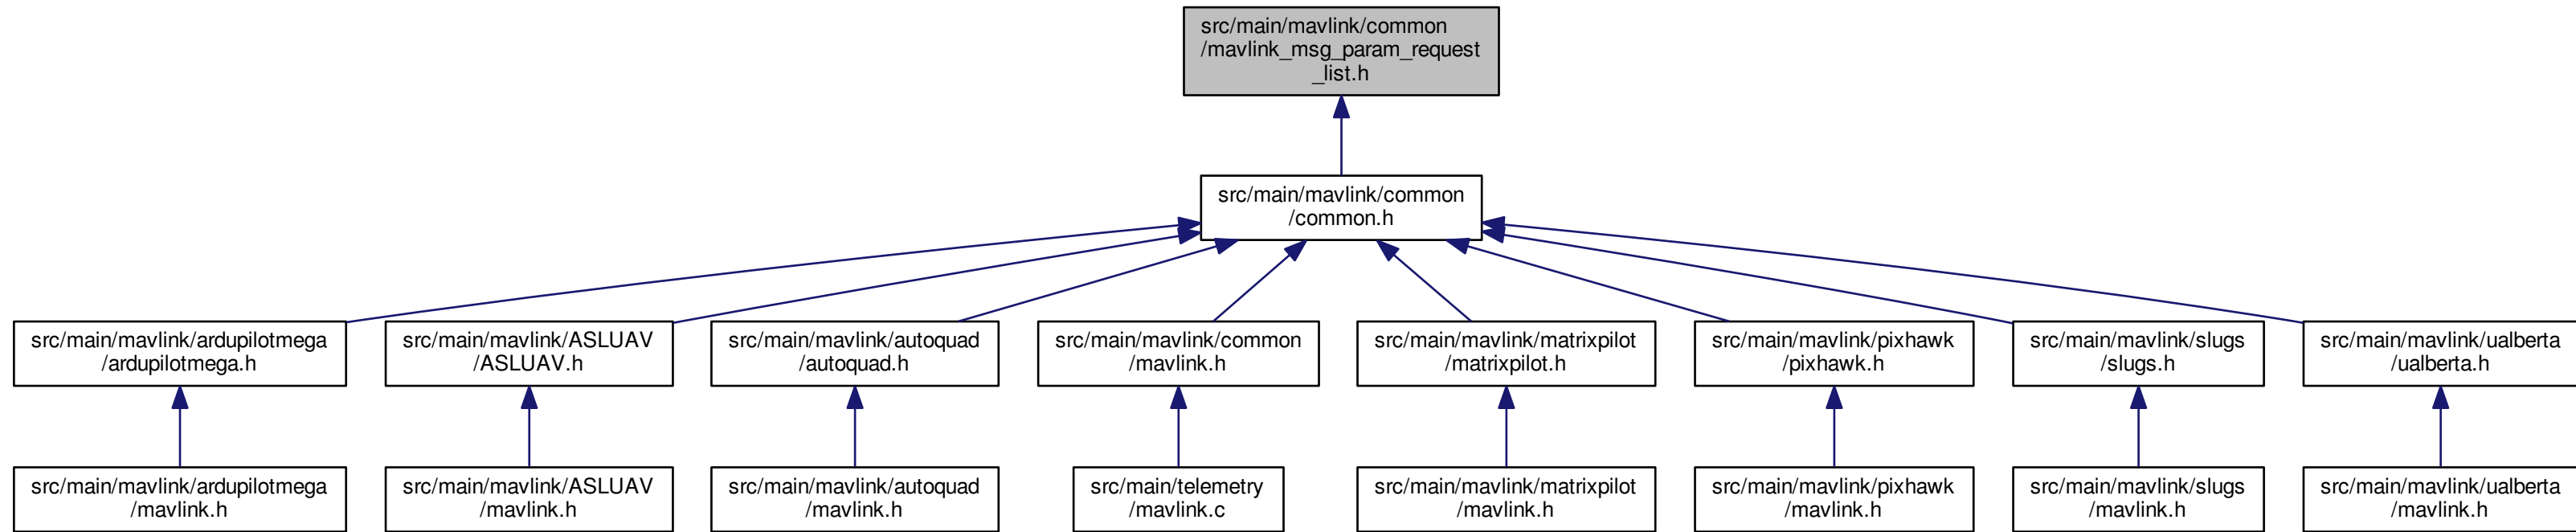 src/main/mavlink/common
/mavlink_msg_param_request
_list.h
src/main/mavlink/common
/common.h
src/main/mavlink/ardupilotmega
/ardupilotmega.h
src/main/mavlink/ASLUAV
/ASLUAV.h
src/main/mavlink/autoquad
/autoquad.h
src/main/mavlink/common
/mavlink.h
src/main/mavlink/matrixpilot
/matrixpilot.h
src/main/mavlink/pixhawk
/pixhawk.h
src/main/mavlink/slugs
/slugs.h
src/main/mavlink/ualberta
/ualberta.h
src/main/mavlink/ardupilotmega
/mavlink.h
src/main/mavlink/ASLUAV
/mavlink.h
src/main/mavlink/autoquad
/mavlink.h
src/main/telemetry
/mavlink.c
src/main/mavlink/matrixpilot
/mavlink.h
src/main/mavlink/pixhawk
/mavlink.h
src/main/mavlink/slugs
/mavlink.h
src/main/mavlink/ualberta
/mavlink.h